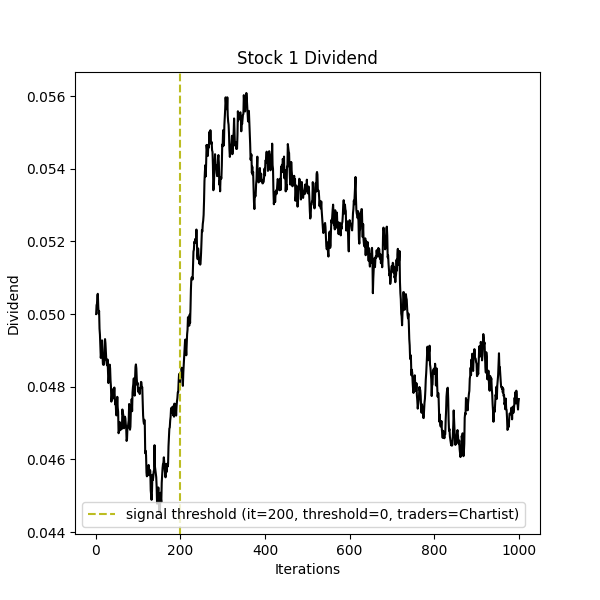 Stock 1 Dividend
0.056
0.054
0.052
0.050
0.048
0.046
0.044
Dividend
signal threshold (it=200, threshold=0, traders=Chartist)
0 200 400 600 800 1000
Iterations